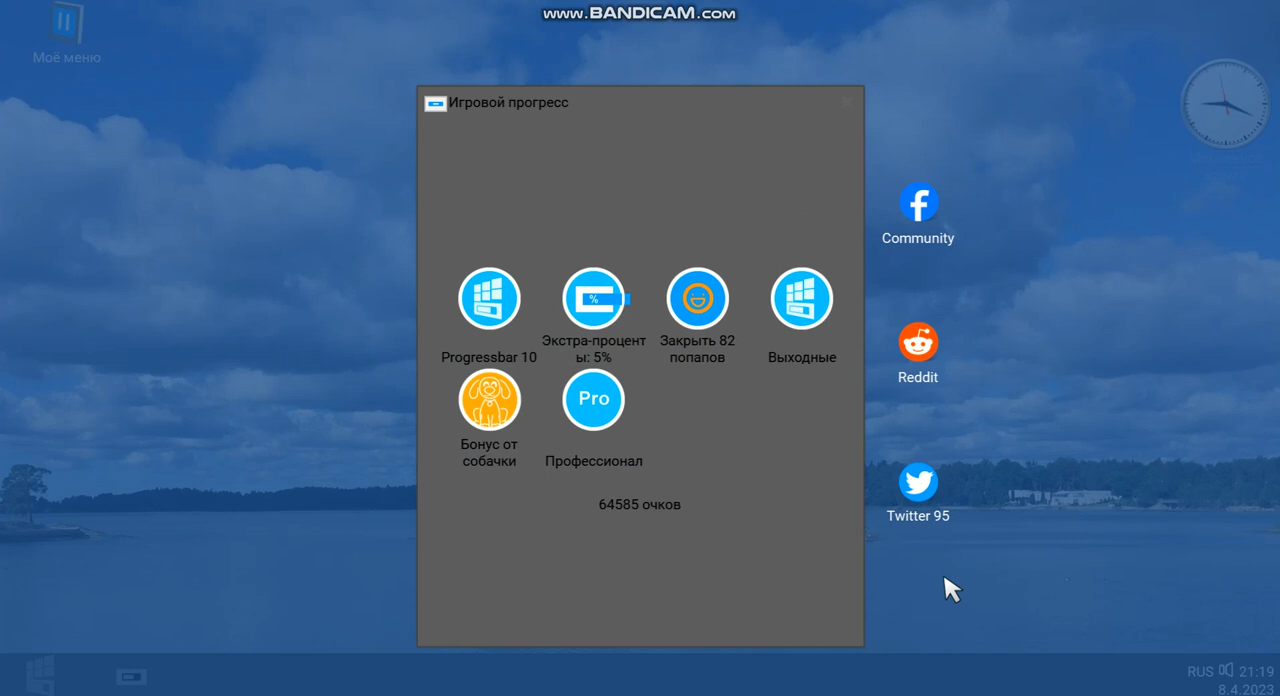 www.BANDICAM.com
Моё меню
Игровой прогресс
Community
Progressbar 10
Экстра-процент
ы: 5%
Закрыть 82
попапов
Выходные
Reddit
Pro
Бонус от
собачки
Профессионал
64585 очков
Twitter 95
RUS 21:19
8.4.2023